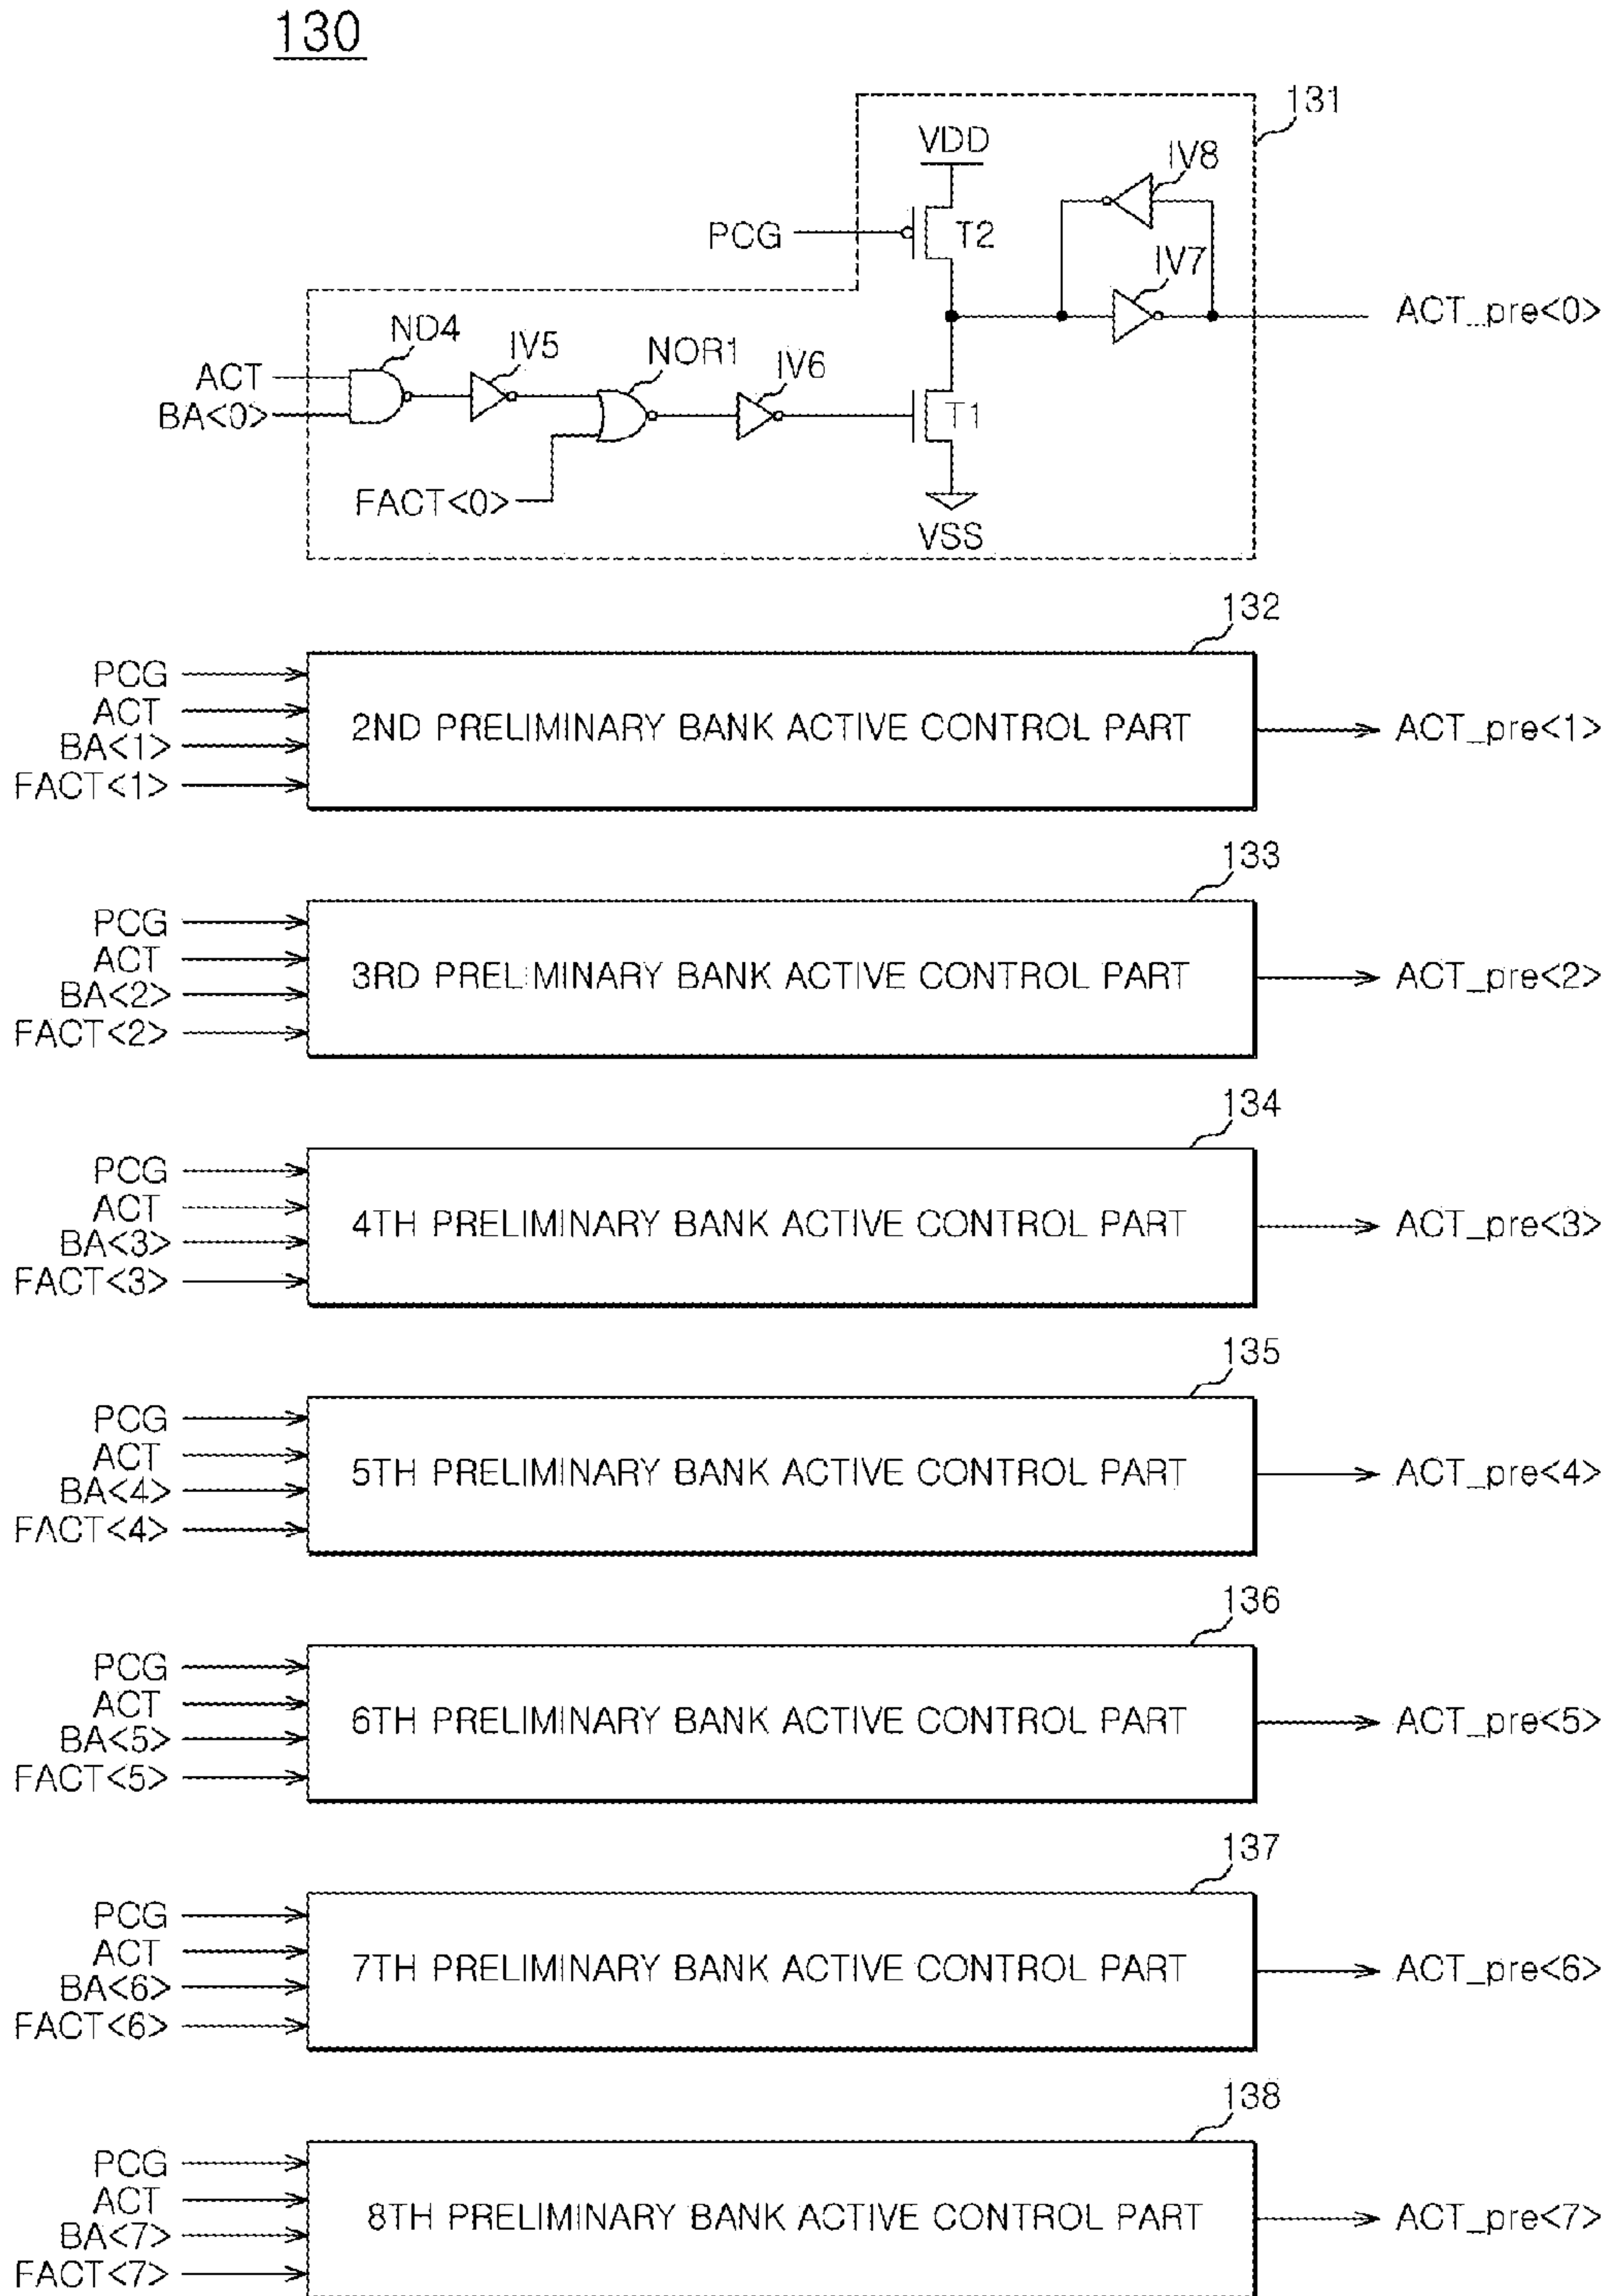 130
131
VDD
IV8
PCG
T2
IV7
ACT_pre<0>
ND4
IV5
NOR1
IV6
ACT
BA<0>
T1
FACT<0>
VSS
132
PCG
ACT
BA<1>
FACT<1>
2ND PRELIMINARY BANK ACTIVE CONTROL PART
ACT_pre<1>
133
PCG
ACT
BA<2>
FACT<2>
3RD PRELIMINARY BANK ACTIVE CONTROL PART
ACT_pre<2>
134
PCG
ACT
BA<3>
FACT<3>
4TH PRELIMINARY BANK ACTIVE CONTROL PART
ACT_pre<3>
135
PCG
ACT
BA<4>
FACT<4>
5TH PRELIMINARY BANK ACTIVE CONTROL PART
ACT_pre<4>
136
PCG
ACT
BA<5>
FACT<5>
6TH PRELIMINARY BANK ACTIVE CONTROL PART
ACT_pre<5>
137
PCG
ACT
BA<6>
FACT<6>
7TH PRELIMINARY BANK ACTIVE CONTROL PART
ACT_pre<6>
138
PCG
ACT
BA<7>
FACT<7>
8TH PRELIMINARY BANK ACTIVE CONTROL PART
ACT_pre<7>